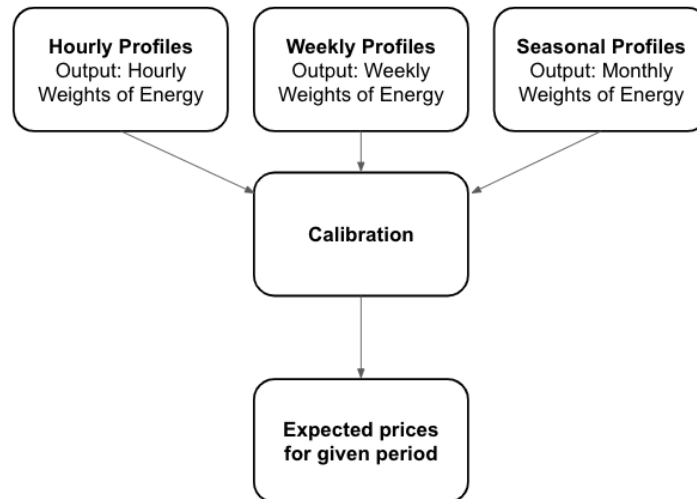 Hourly Profiles
Output: Hourly
Weights of Energy
Weekly Profiles
Output: Weekly
Weights of Energy
Seasonal Profiles
Output: Monthly
Weights of Energy
Calibration
Expected prices
for given period